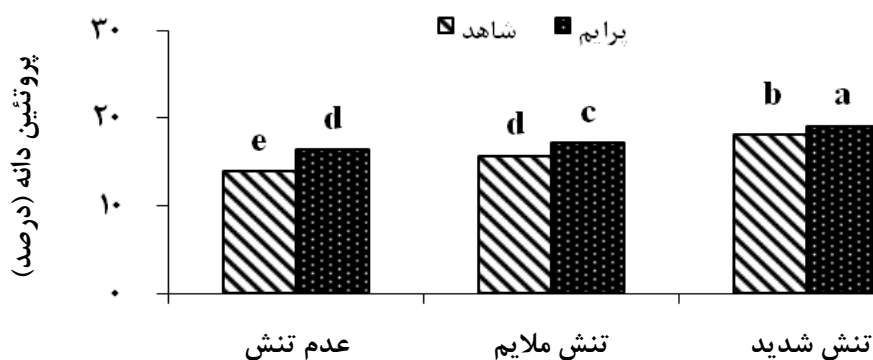 پروتئین دانه (درصد)
۳۰
۲۰
۱۰
۰
شاهد پرایم
e d d c b a
عدم تنش تنش ملایم تنش شدید